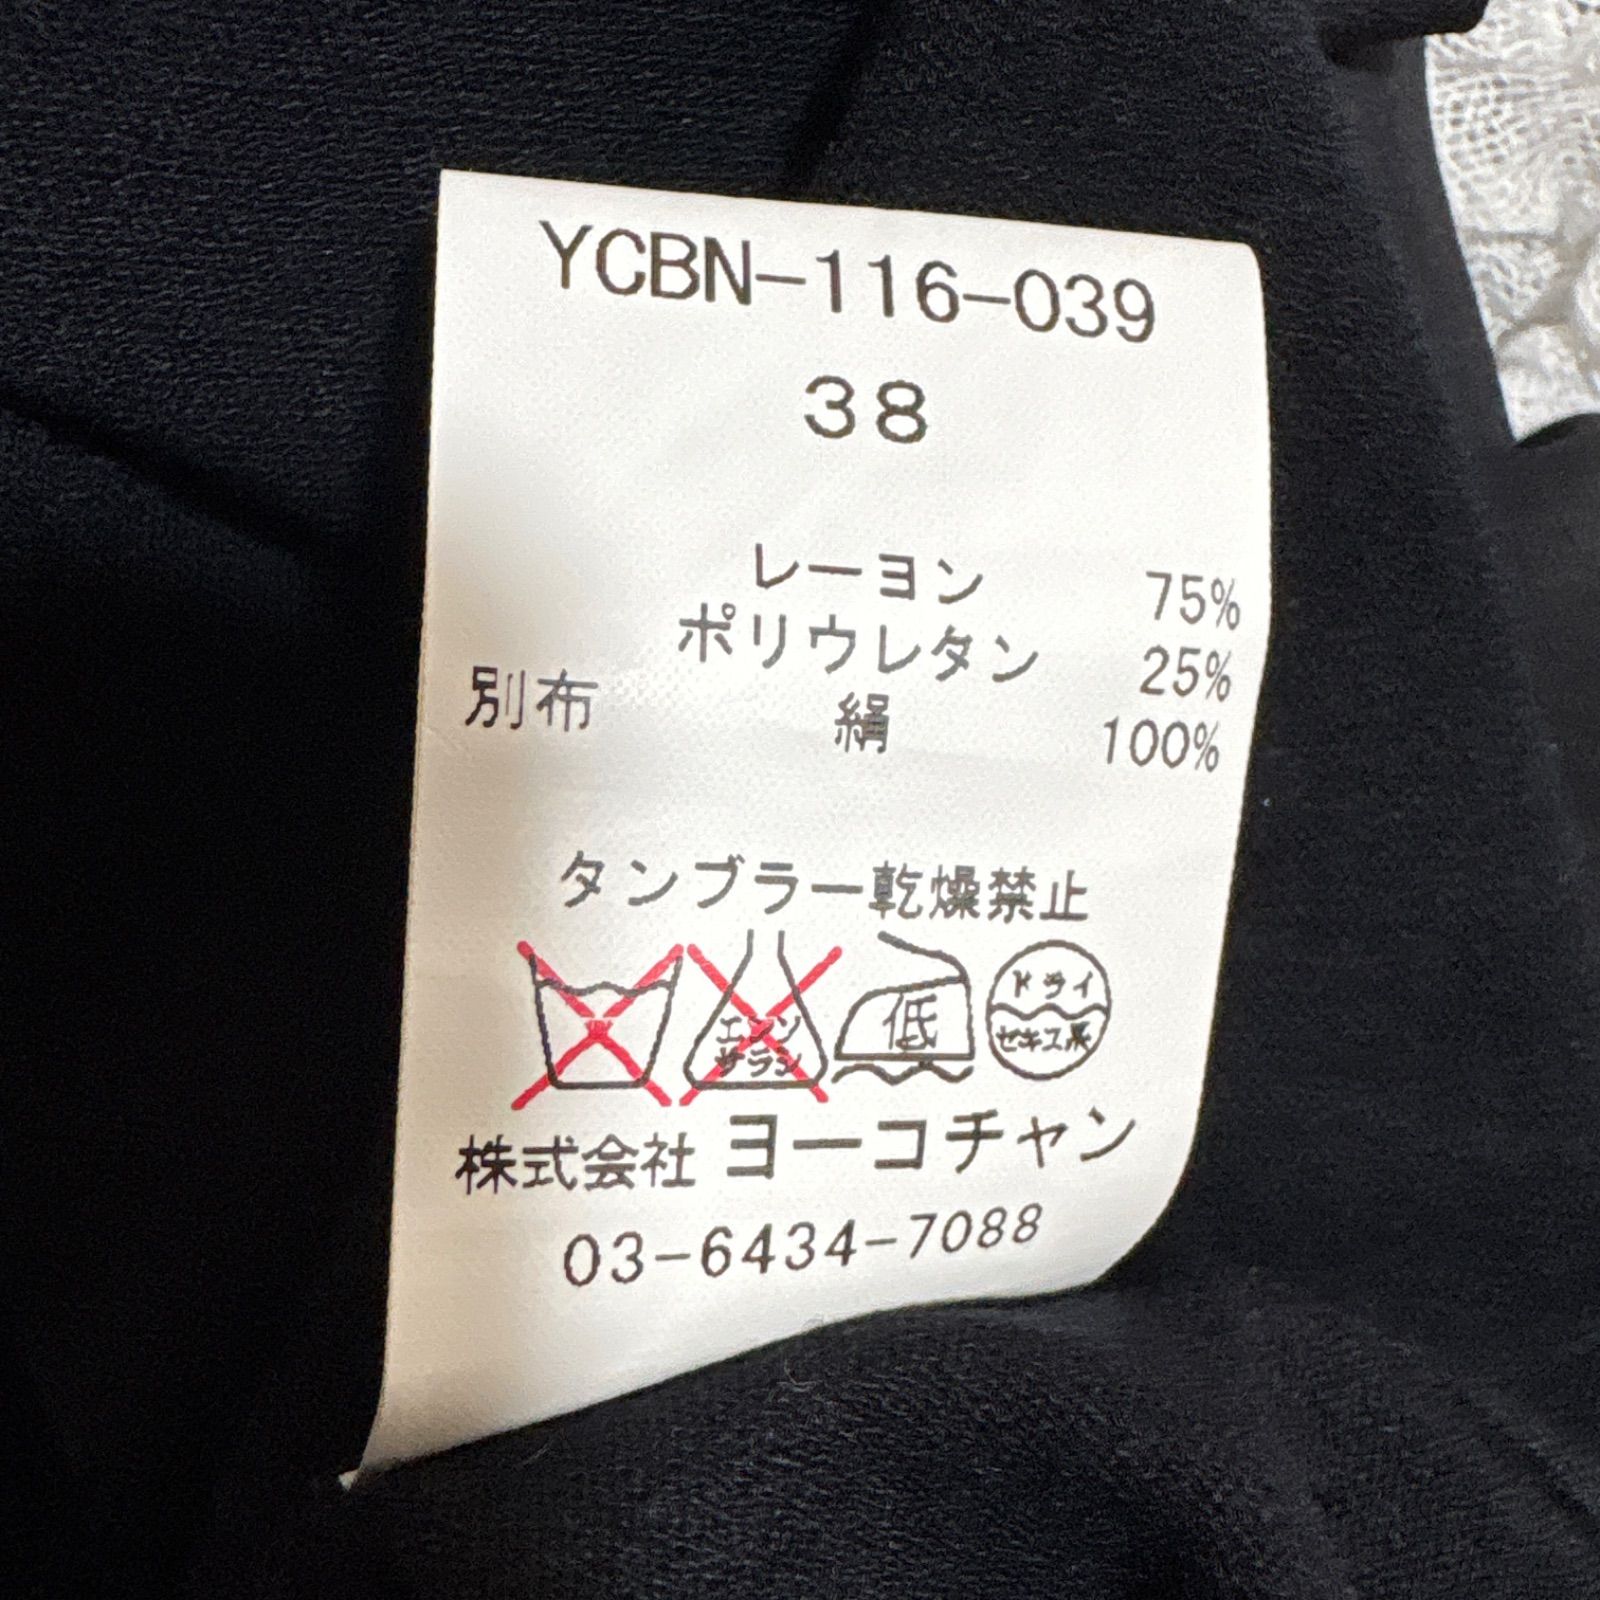 YCBN-116-039
38
レーヨン 75%
ポリウレタン 25%
別布 絹 100%
タンブラー乾燥禁止
エンソ
サラシ
低
ドライ
セキユ系
株式会社 ヨーコチャン
03-6434-7088